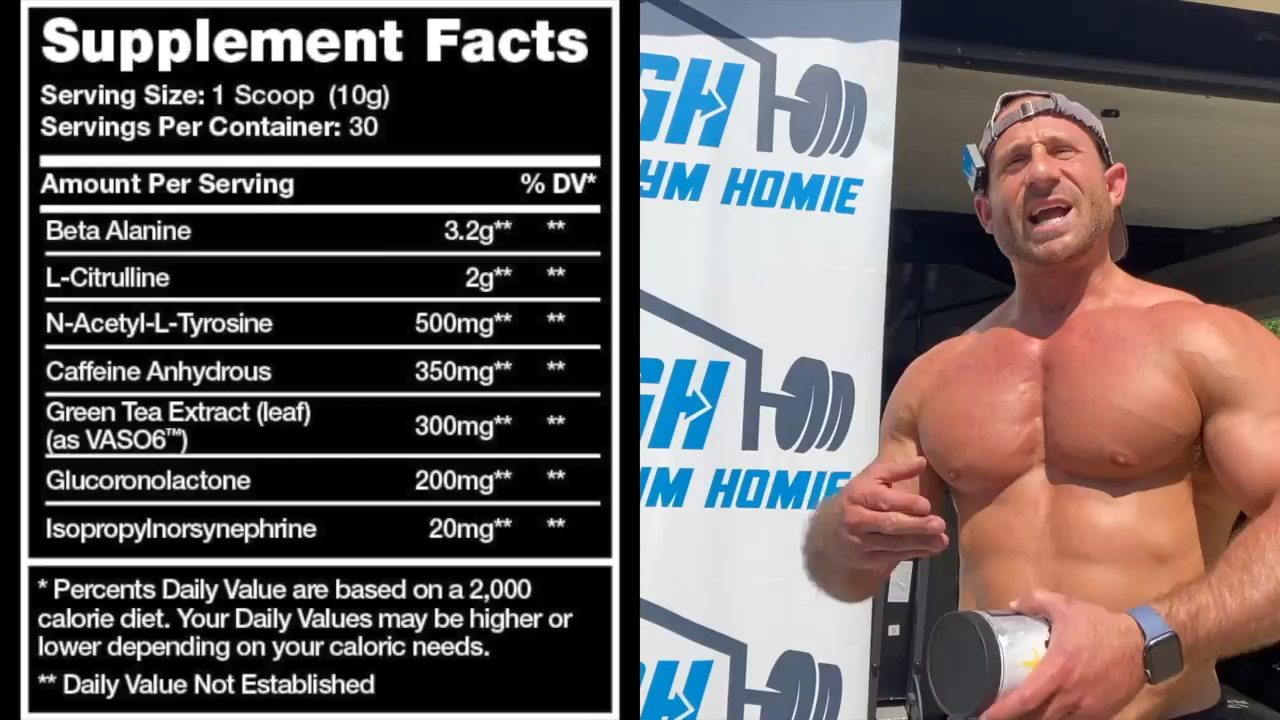 Supplement Facts
Serving Size: 1 Scoop (10g)
Servings Per Container: 30
Amount Per Serving % DV*
Beta Alanine 3.2g** **
L-Citrulline 2g** **
N-Acetyl-L-Tyrosine 500mg** **
Caffeine Anhydrous 350mg** **
Green Tea Extract (leaf)
(as VASO6™) 300mg** **
Glucoronolactone 200mg** **
Isopropylnorsynephrine 20mg** **
* Percents Daily Value are based on a 2,000
calorie diet. Your Daily Values may be higher or
lower depending on your caloric needs.
** Daily Value Not Established
GH
YM HOMIE
GH
YM HOMIE
GH